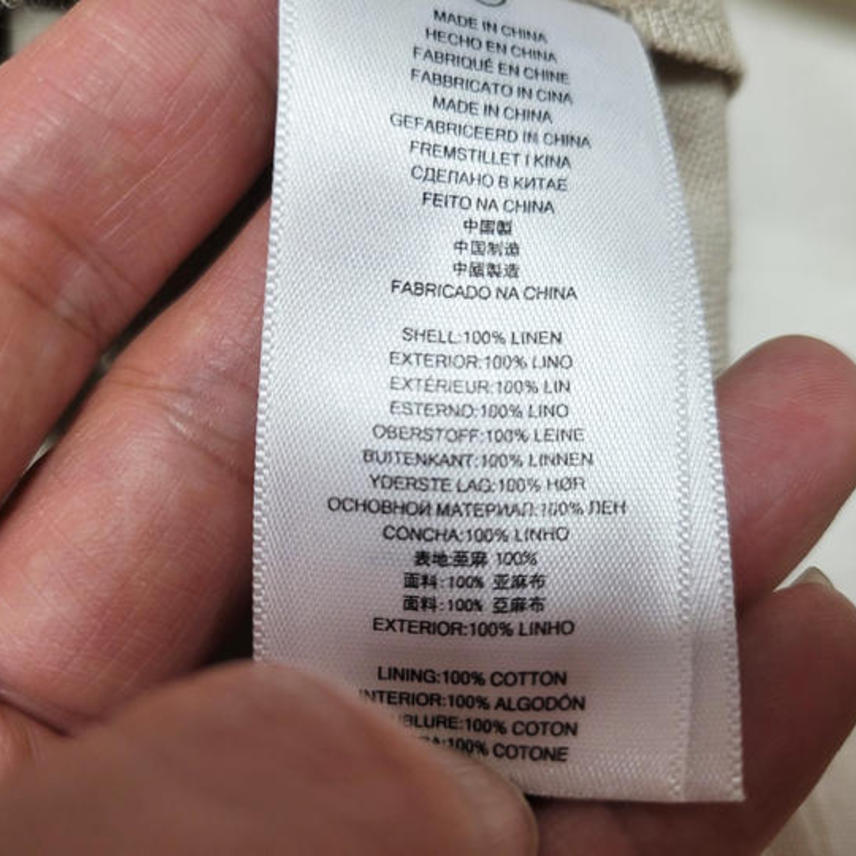 MADE IN CHINA
HECHO EN CHINA
FABRIQUÉ EN CHINE
FABBRICATO IN CINA
MADE IN CHINA
GEFABRICEERD IN CHINA
FREMSTILLET I KINA
СДЕЛАНО В КИТАЕ
FEITO NA CHINA
中国製
中国制造
中國製造
FABRICADO NA CHINA
SHELL:100% LINEN
EXTERIOR:100% LINO
EXTÉRIEUR:100% LIN
ESTERNO:100% LINO
OBERSTOFF:100% LEINE
BUITENKANT:100% LINNEN
YDERSTE LAG:100% HØR
ОСНОВНОЙ МАТЕРИАЛ:100% ЛЕН
CONCHA:100% LINHO
表地:亜麻 100%
面料:100% 亚麻布
面料:100% 亞麻布
EXTERIOR:100% LINHO
LINING:100% COTTON
INTERIOR:100% ALGODÓN
:100% COTON
:100% COTONE